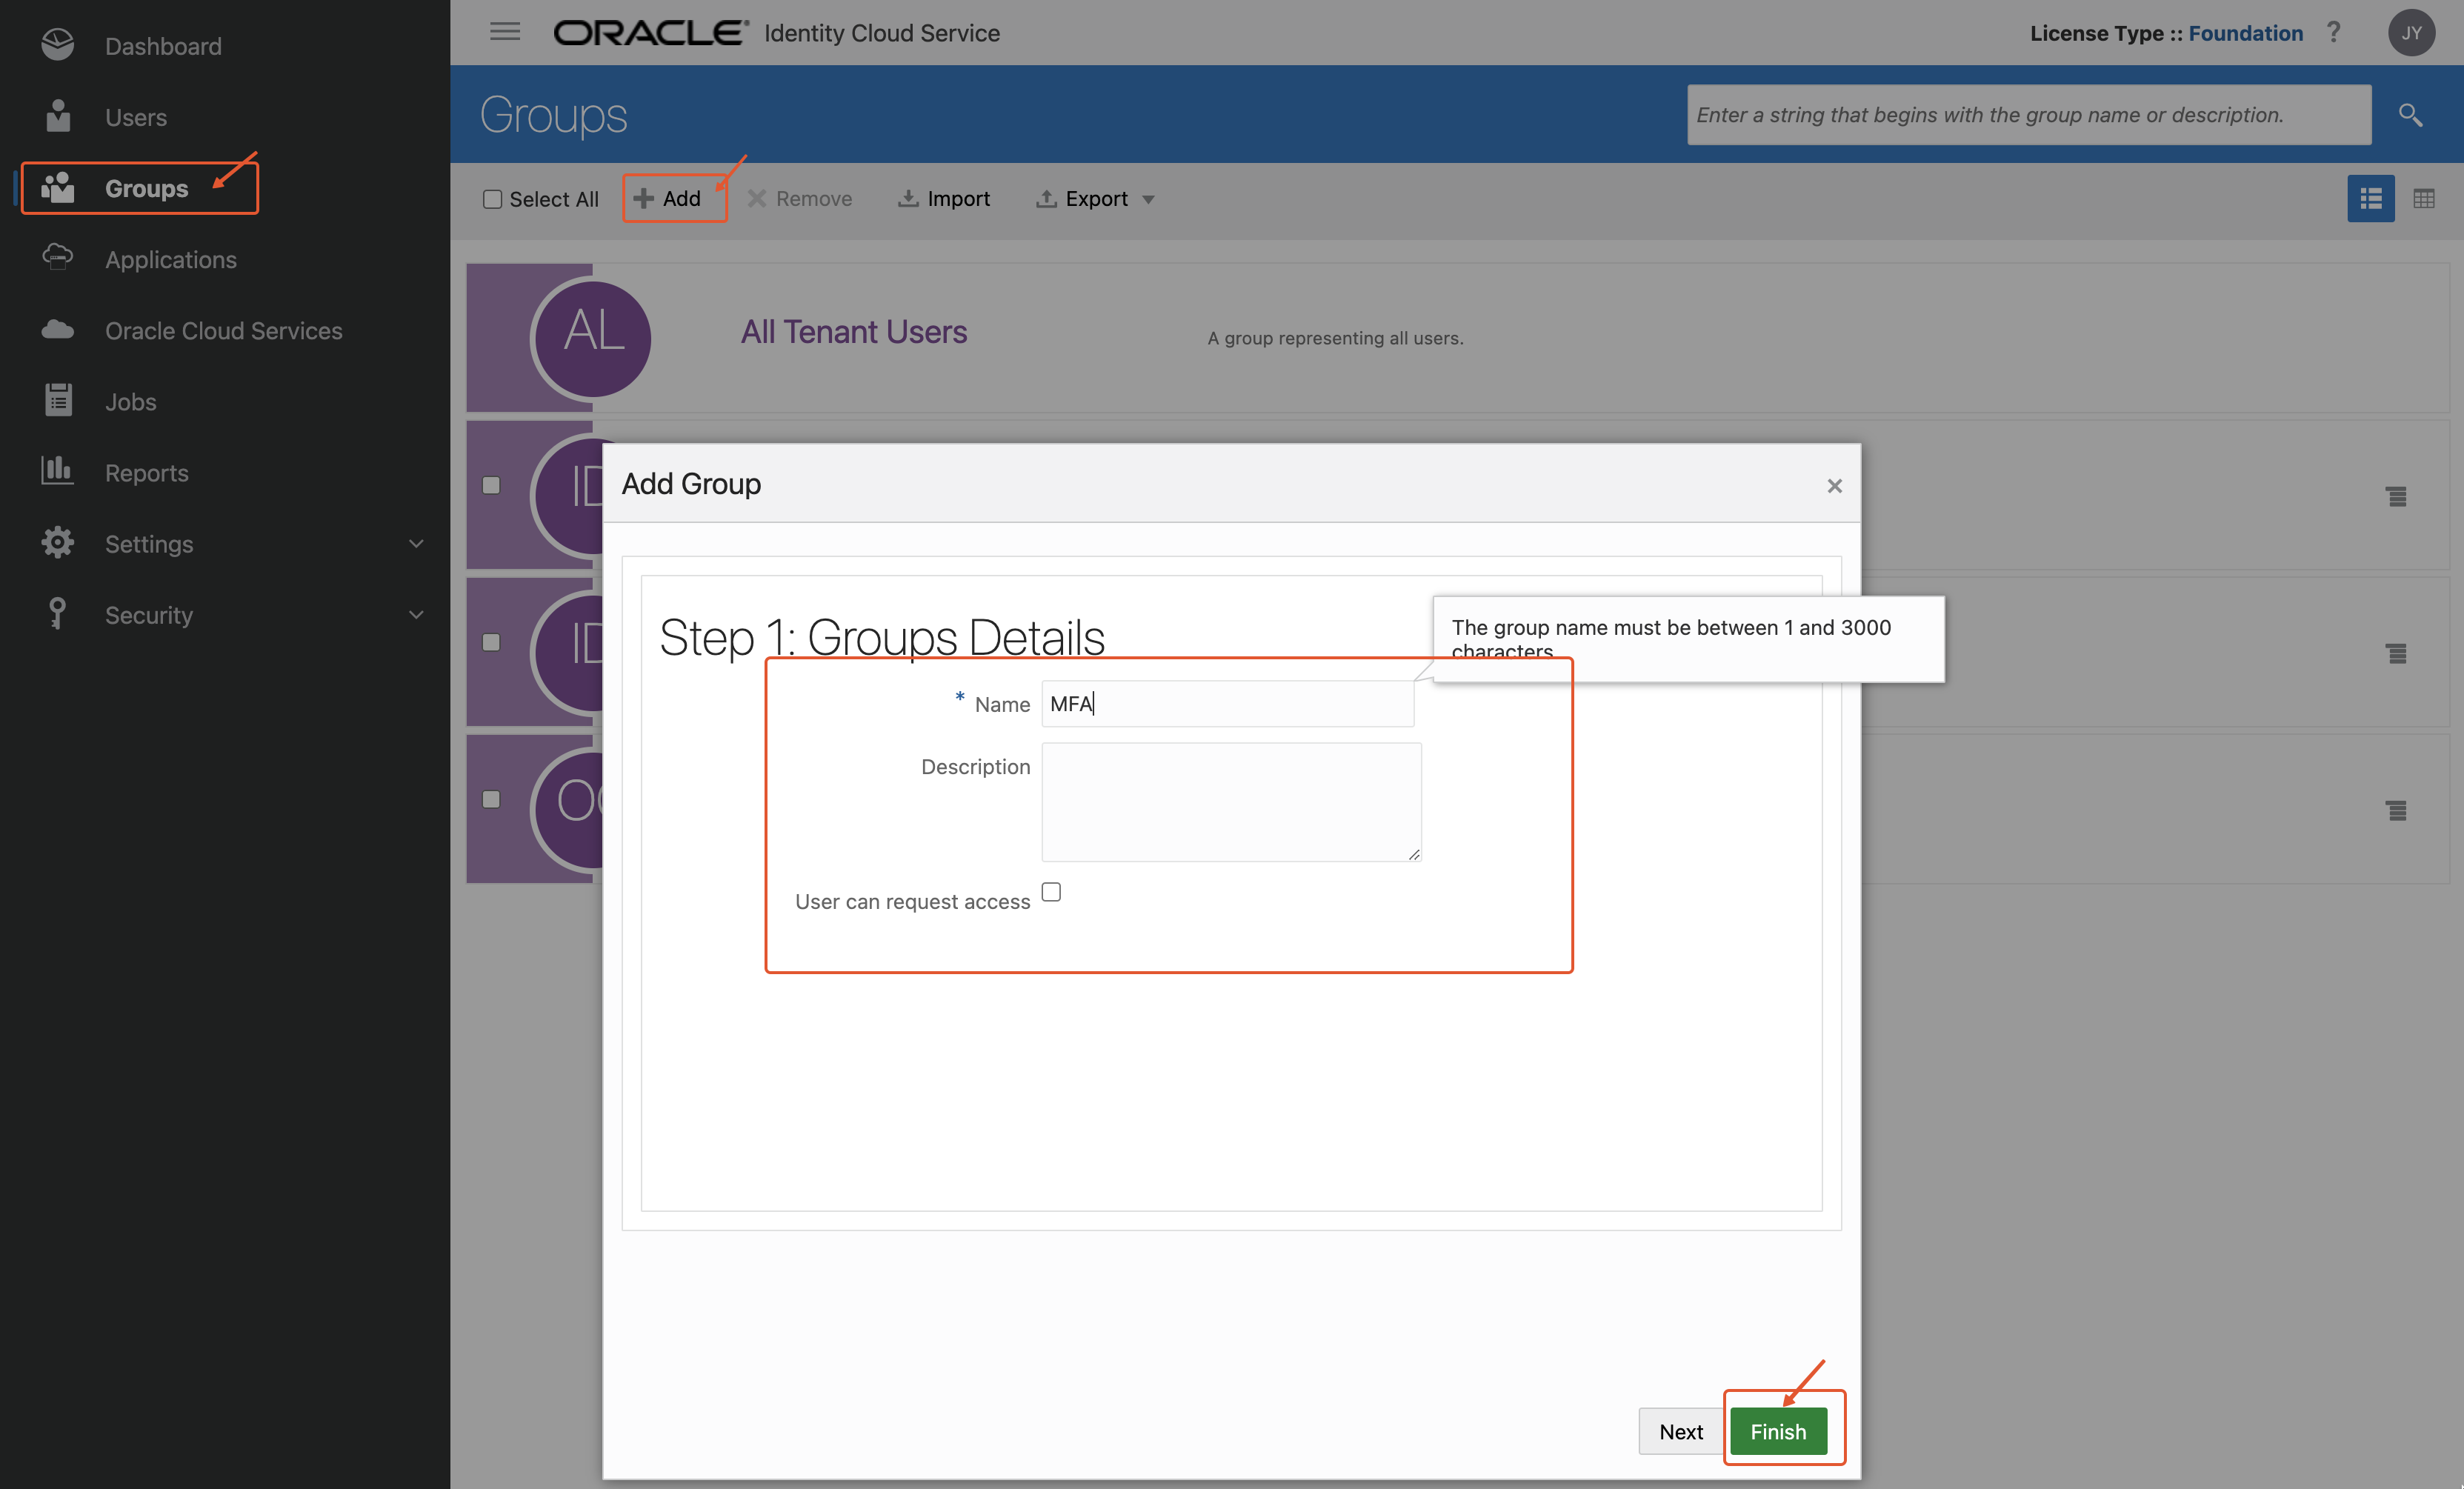 Dashboard
Users
Groups
Applications
Oracle Cloud Services
Jobs
Reports
Settings
Security
ORACLE® Identity Cloud Service
License Type :: Foundation ?
JY
Groups
Enter a string that begins with the group name or description.
Select All
Add
Remove
Import
Export
AL
All Tenant Users
A group representing all users.
ID
ID
Add Group
×
Step 1: Groups Details
The group name must be between 1 and 3000
characters
* Name
MFA
Description
User can request access
Next
Finish